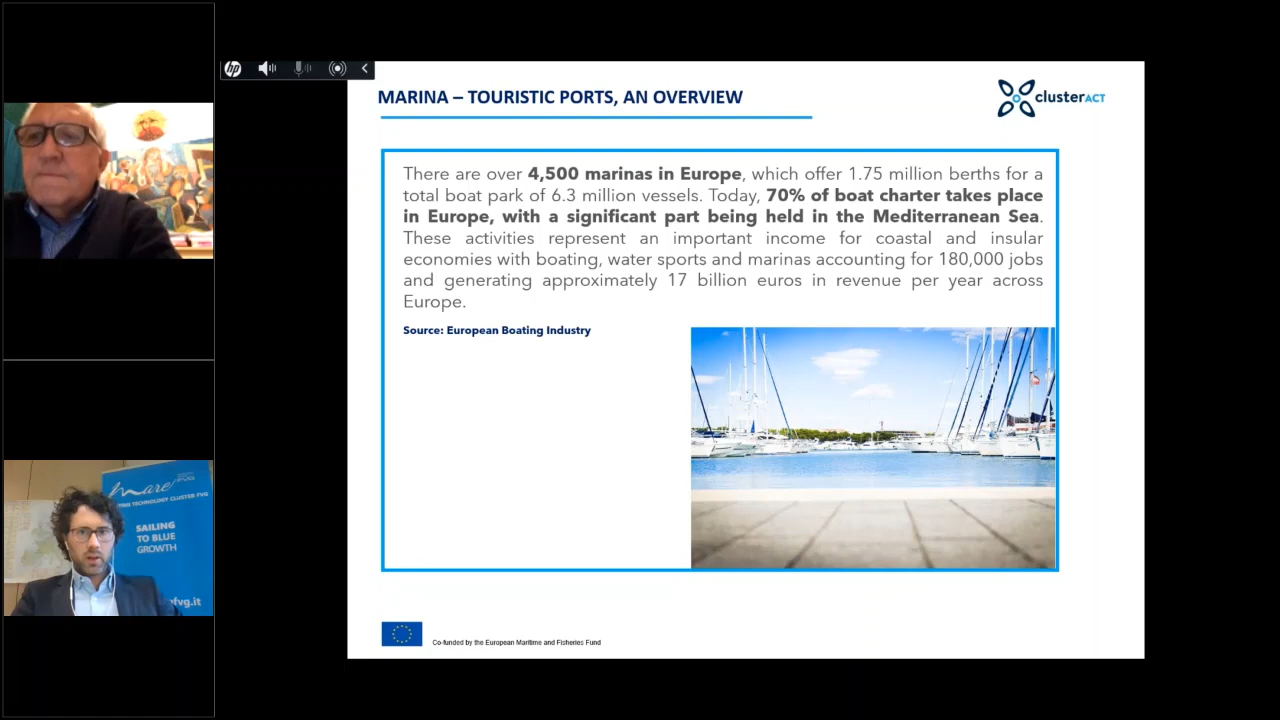 hp
MARINA – TOURISTIC PORTS, AN OVERVIEW
clusterACT
There are over 4,500 marinas in Europe, which offer 1.75 million berths for a
total boat park of 6.3 million vessels. Today, 70% of boat charter takes place
in Europe, with a significant part being held in the Mediterranean Sea.
These activities represent an important income for coastal and insular
economies with boating, water sports and marinas accounting for 180,000 jobs
and generating approximately 17 billion euros in revenue per year across
Europe.
Source: European Boating Industry
mare
FVG
TECHNOLOGY CLUSTER FVG
SAILING
TO BLUE
GROWTH
fvg.it
Co-funded by the European Maritime and Fisheries Fund